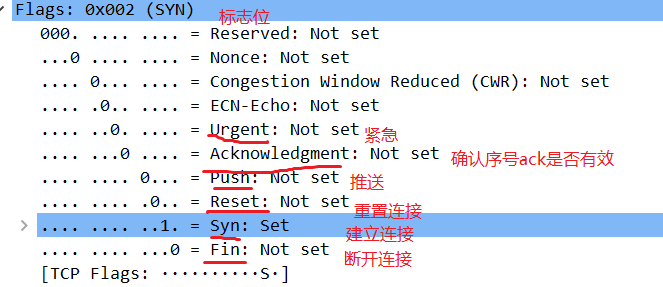 Flags: 0x002 (SYN) 标志位
000. .... .... = Reserved: Not set
...0 .... .... = Nonce: Not set
.... 0... .... = Congestion Window Reduced (CWR): Not set
.... .0.. .... = ECN-Echo: Not set
.... ..0. .... = Urgent: Not set 紧急
.... ...0 .... = Acknowledgment: Not set 确认序号ack是否有效
.... .... 0... = Push: Not set 推送
.... .... .0.. = Reset: Not set 重置连接
.... .... ..1. = Syn: Set 建立连接
.... .... ...0 = Fin: Not set 断开连接
[TCP Flags: ··········S·]